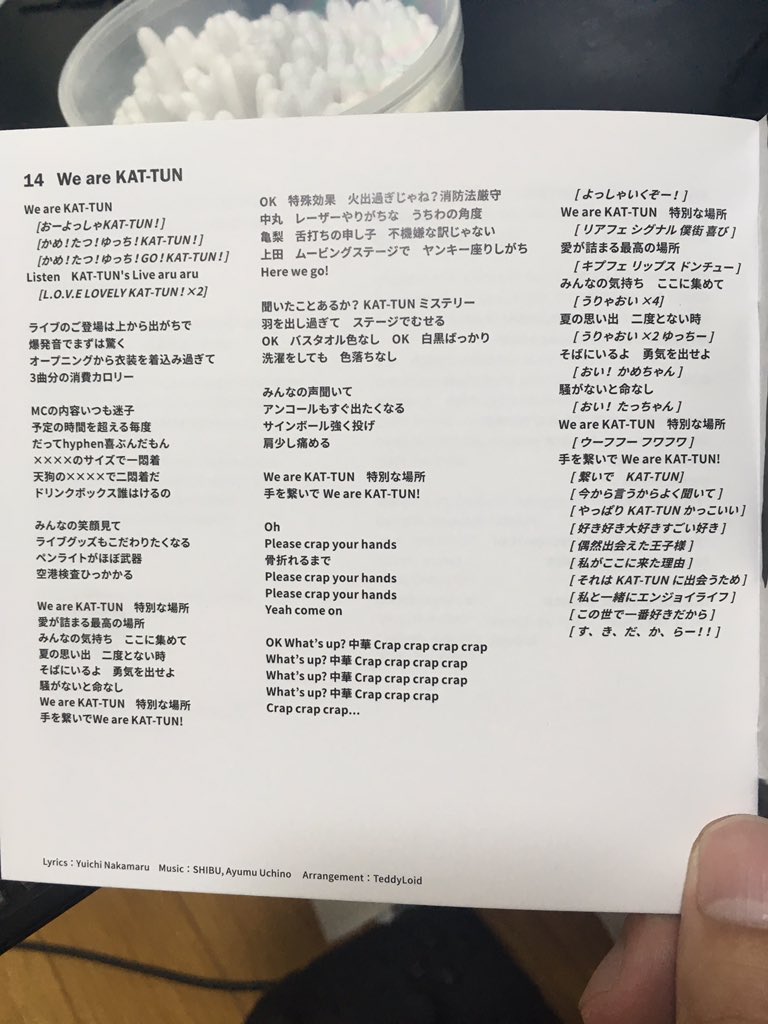 14 We are KAT-TUN
We are KAT-TUN
[おーよっしゃKAT-TUN！]
[かめ！たつ！ゆっち！KAT-TUN！]
[かめ！たつ！ゆっち！GO！KAT-TUN！]
Listen KAT-TUN's Live aru aru
[L.O.V.E LOVELY KAT-TUN！×2]
ライブのご登場は上から出がちで
爆発音でまずは驚く
オープニングから衣装を着込み過ぎて
3曲分の消費カロリー
MCの内容いつも迷子
予定の時間を超える毎度
だってhyphen喜ぶんだもん
××××のサイズで一悶着
天狗の××××で二悶着だ
ドリンクボックス誰はけるの
みんなの笑顔見て
ライブグッズもこだわりたくなる
ペンライトがほぼ武器
空港検査ひっかかる
We are KAT-TUN 特別な場所
愛が詰まる最高の場所
みんなの気持ち ここに集めて
夏の思い出 二度とない時
そばにいるよ 勇気を出せよ
騒がないと命なし
We are KAT-TUN 特別な場所
手を繋いでWe are KAT-TUN!
OK 特殊効果 火出過ぎじゃね？消防法厳守
中丸 レーザーやりがちな うちわの角度
亀梨 舌打ちの申し子 不機嫌な訳じゃない
上田 ムービングステージで ヤンキー座りしがち
Here we go!
聞いたことあるか？ KAT-TUN ミステリー
羽を出し過ぎて ステージでむせる
OK バスタオル色なし OK 白黒ばっかり
洗濯をしても 色落ちなし
みんなの声聞いて
アンコールもすぐ出たくなる
サインボール強く投げ
肩少し痛める
We are KAT-TUN 特別な場所
手を繋いで We are KAT-TUN!
Oh
Please crap your hands
骨折れるまで
Please crap your hands
Please crap your hands
Yeah come on
OK What's up? 中華 Crap crap crap crap
What's up? 中華 Crap crap crap crap
What's up? 中華 Crap crap crap crap
What's up? 中華 Crap crap crap
Crap crap crap...
[よっしゃいくぞー！]
We are KAT-TUN 特別な場所
[リアフェ シグナル 僕街 喜び]
愛が詰まる最高の場所
[キプフェ リップス ドンチュー]
みんなの気持ち ここに集めて
[うりゃおい ×4]
夏の思い出 二度とない時
[うりゃおい ×2 ゆっちー]
そばにいるよ 勇気を出せよ
[おい！ かめちゃん]
騒がないと命なし
[おい！ たっちゃん]
We are KAT-TUN 特別な場所
[ウーフフー フワフワ]
手を繋いで We are KAT-TUN!
[繋いで KAT-TUN]
[今から言うからよく聞いて]
[やっぱり KAT-TUN かっこいい]
[好き好き大好きすごい好き]
[偶然出会えた王子様]
[私がここに来た理由]
[それは KAT-TUN に出会うため]
[私と一緒にエンジョイライフ]
[この世で一番好きだから]
[す、き、だ、か、らー！！]
Lyrics：Yuichi Nakamaru Music：SHIBU, Ayumu Uchino Arrangement：TeddyLoid